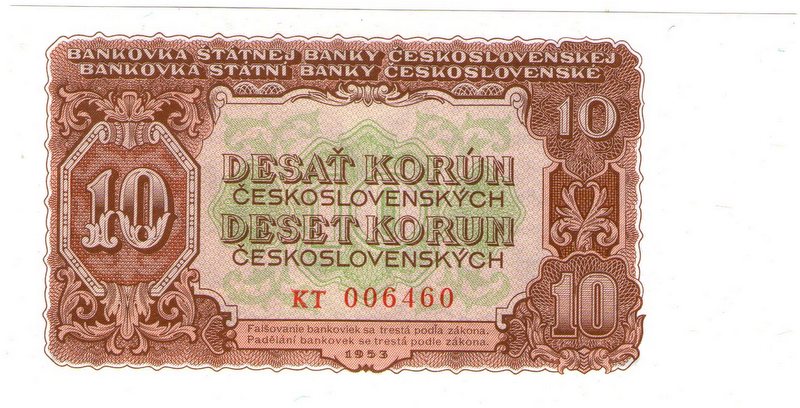 BANKOVKA ŠTÁTNEJ BANKY ČESKOSLOVENSKEJ
BANKOVKA STÁTNÍ BANKY ČESKOSLOVENSKÉ
10
10
DESAŤ KORÚN
ČESKOSLOVENSKÝCH
DESET KORUN
ČESKOSLOVENSKÝCH
KT 006460
10
Falšovanie bankoviek sa trestá podľa zákona.
Padělání bankovek se trestá podle zákona.
1953